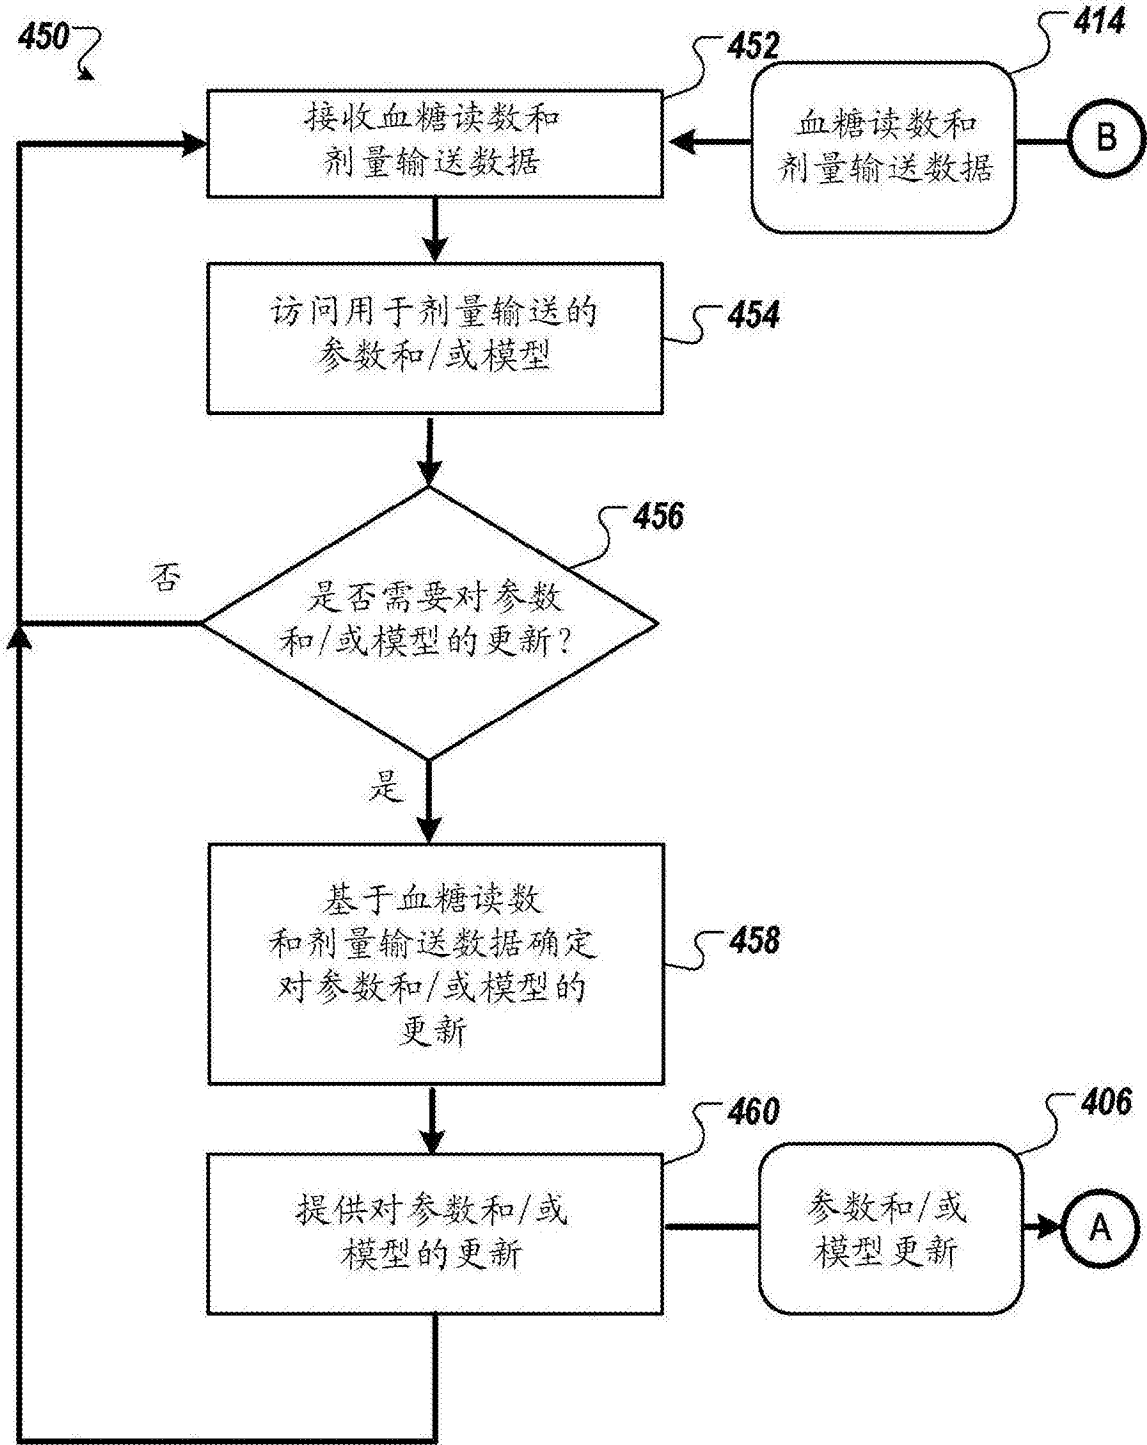 450
452
414
接收血糖读数和
剂量输送数据
血糖读数和
剂量输送数据
B
访问用于剂量输送的
参数和/或模型
454
456
否
是否需要对参数
和/或模型的更新?
是
基于血糖读数
和剂量输送数据确定
对参数和/或模型的
更新
458
460
406
提供对参数和/或
模型的更新
参数和/或
模型更新
A